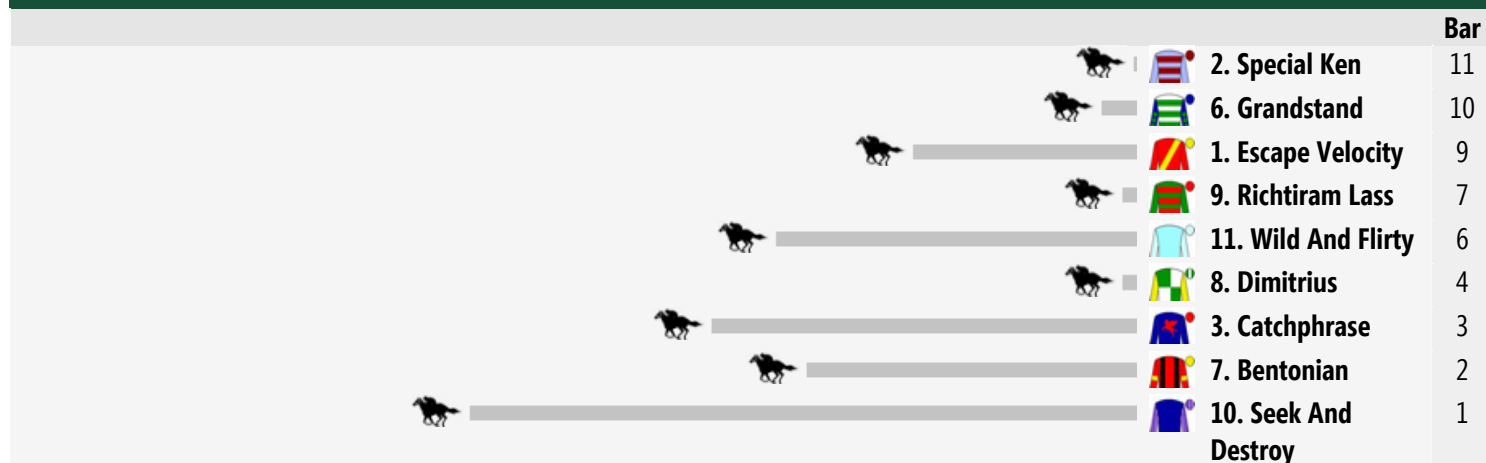 Bar
2. Special Ken 11
6. Grandstand 10
1. Escape Velocity 9
9. Richtiram Lass 7
11. Wild And Flirty 6
8. Dimitrius 4
3. Catchphrase 3
7. Bentonian 2
10. Seek And 1
Destroy